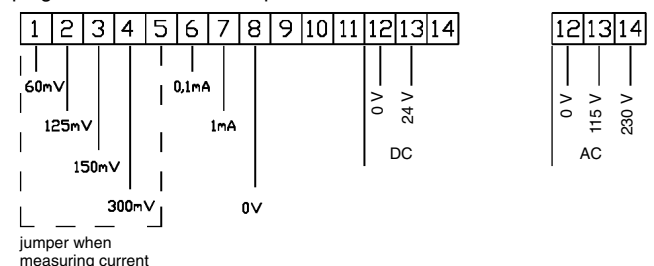 1 2 3 4 5 6 7 8 9 10 11 12 13 14
12 13 14
60mV
0,1mA
0 V
24 V
0 V
115 V
230 V
125mV
1mA
DC
AC
150mV
300mV
0V
jumper when
measuring current